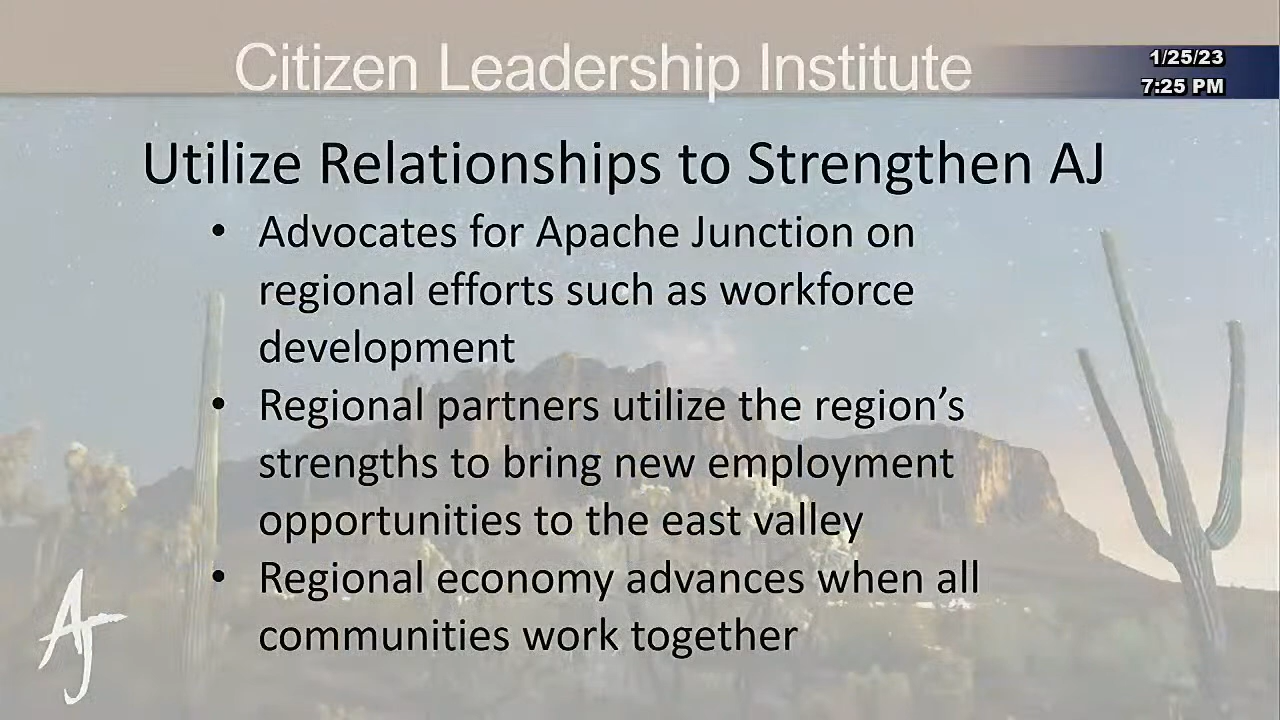 Citizen Leadership Institute
1/25/23
7:25 PM
Utilize Relationships to Strengthen AJ
• Advocates for Apache Junction on
regional efforts such as workforce
development
• Regional partners utilize the region’s
strengths to bring new employment
opportunities to the east valley
• Regional economy advances when all
communities work together
AJ